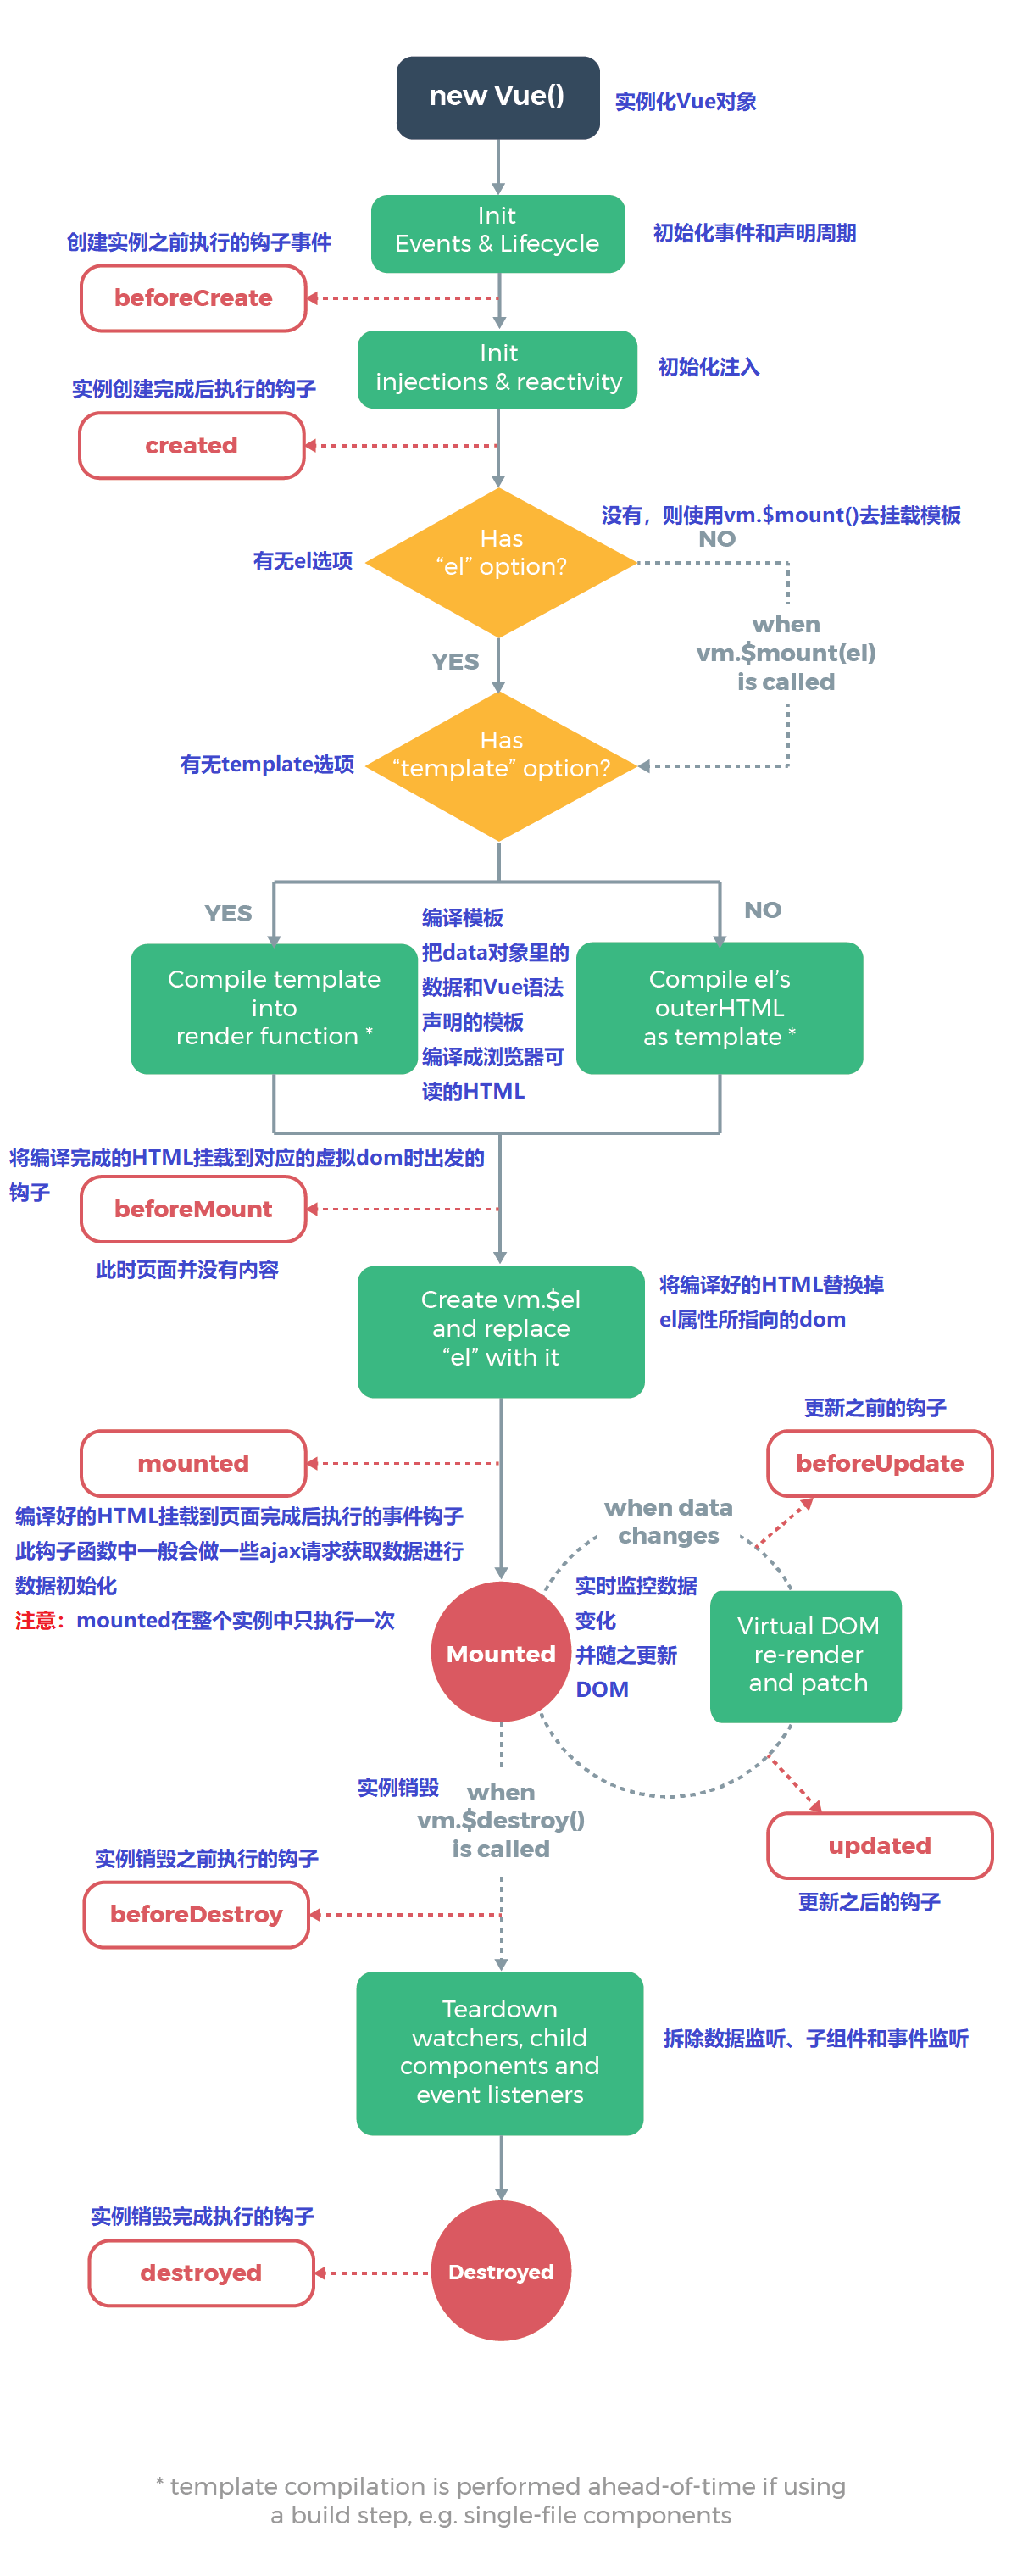 new Vue()
实例化Vue对象
Init
Events & Lifecycle
初始化事件和声明周期
创建实例之前执行的钩子事件
beforeCreate
Init
injections & reactivity
初始化注入
实例创建完成后执行的钩子
created
没有，则使用vm.$mount()去挂载模板
NO
Has
“el” option?
有无el选项
when
vm.$mount(el)
is called
YES
Has
“template” option?
有无template选项
YES
NO
编译模板
把data对象里的
数据和Vue语法
声明的模板
编译成浏览器可
读的HTML
Compile template
into
render function *
Compile el’s
outerHTML
as template *
将编译完成的HTML挂载到对应的虚拟dom时出发的
钩子
beforeMount
此时页面并没有内容
Create vm.$el
and replace
“el” with it
将编译好的HTML替换掉
el属性所指向的dom
更新之前的钩子
beforeUpdate
mounted
编译好的HTML挂载到页面完成后执行的事件钩子
此钩子函数中一般会做一些ajax请求获取数据进行
数据初始化
注意：mounted在整个实例中只执行一次
when data
changes
实时监控数据
变化
并随之更新
DOM
Mounted
Virtual DOM
re-render
and patch
实例销毁
when
vm.$destroy()
is called
updated
更新之后的钩子
实例销毁之前执行的钩子
beforeDestroy
Teardown
watchers, child
components and
event listeners
拆除数据监听、子组件和事件监听
实例销毁完成执行的钩子
destroyed
Destroyed
* template compilation is performed ahead-of-time if using
a build step, e.g. single-file components